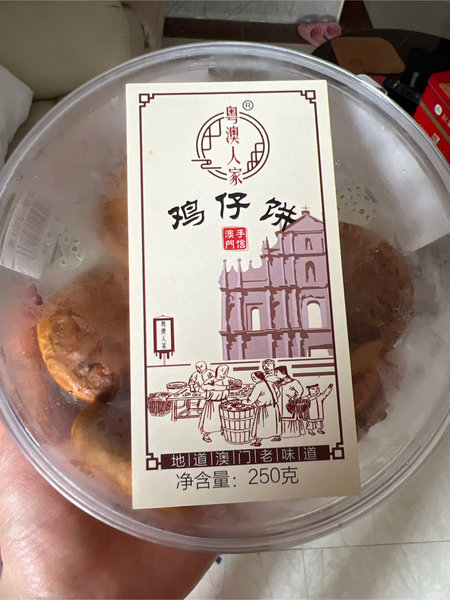 粤澳人家®
鸡仔饼
澳门手信
粤澳人家
地道澳门老味道
净含量：250克